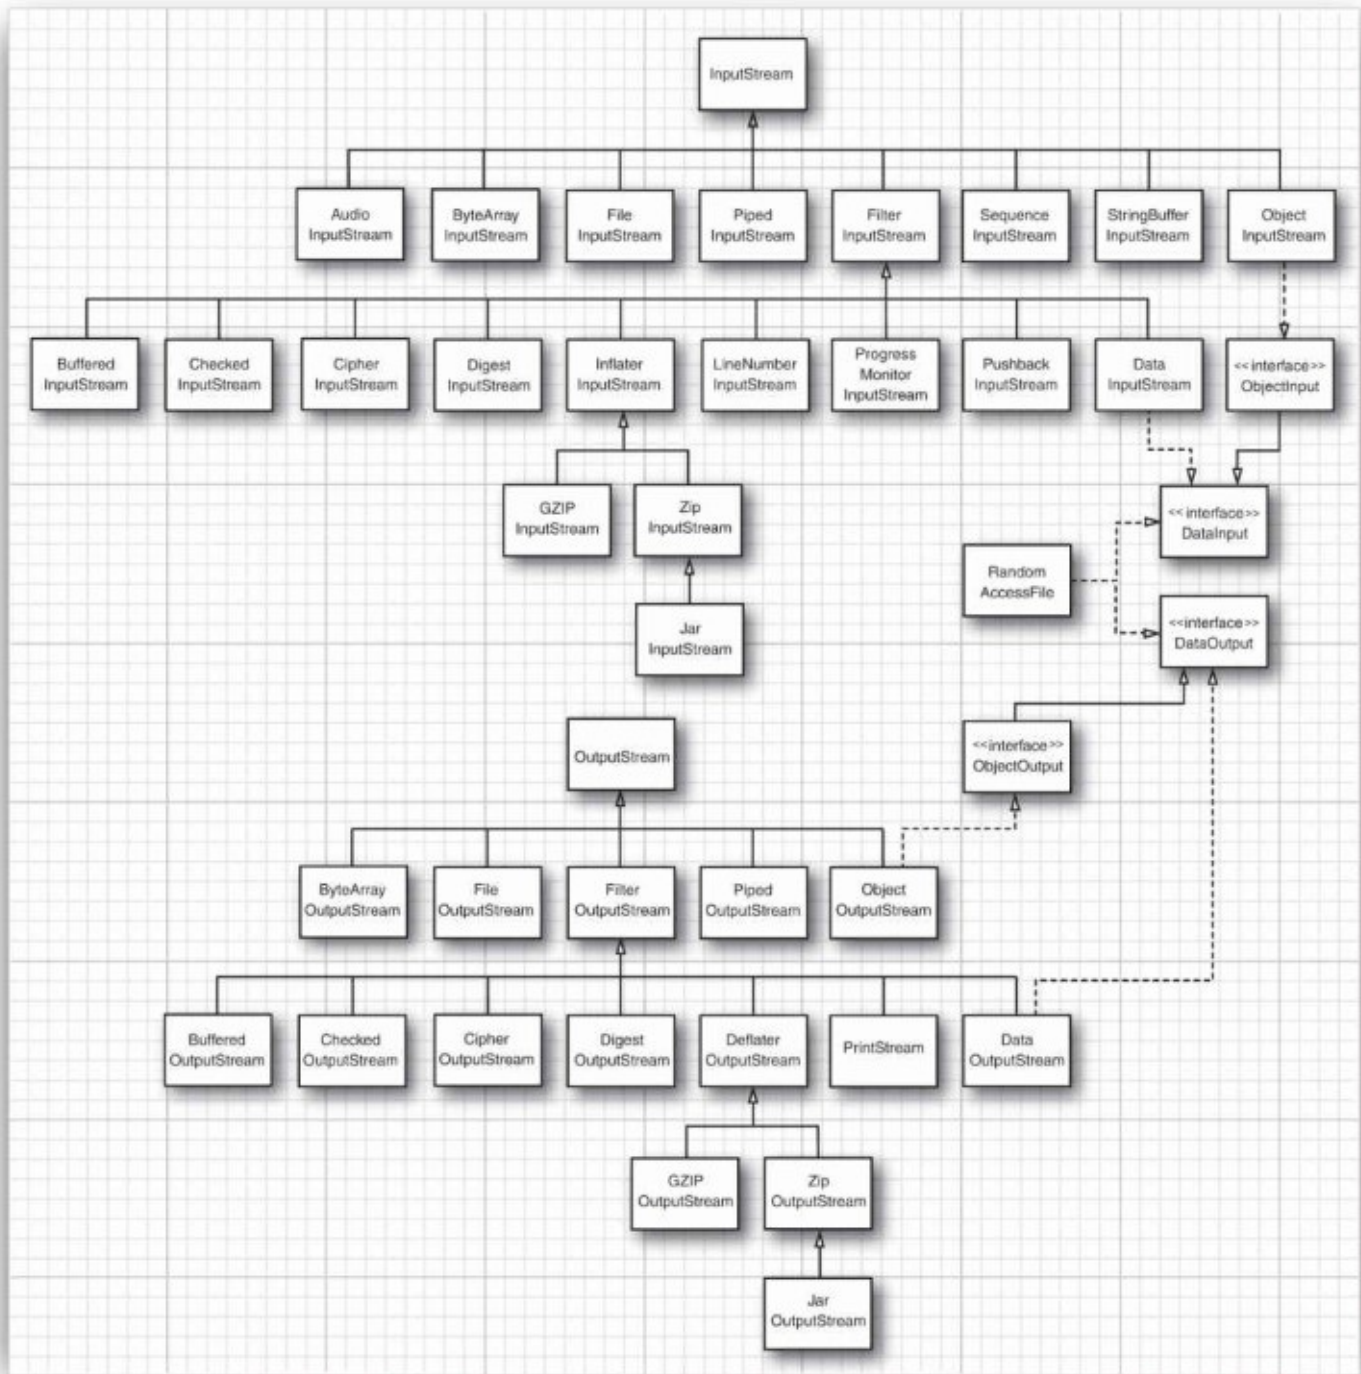 InputStream
Audio
InputStream
ByteArray
InputStream
File
InputStream
Piped
InputStream
Filter
InputStream
Sequence
InputStream
StringBuffer
InputStream
Object
InputStream
Buffered
InputStream
Checked
InputStream
Cipher
InputStream
Digest
InputStream
Inflater
InputStream
LineNumber
InputStream
Progress
Monitor
InputStream
Pushback
InputStream
Data
InputStream
<<interface>>
ObjectInput
GZIP
InputStream
Zip
InputStream
<<interface>>
DataInput
Random
AccessFile
Jar
InputStream
<<interface>>
DataOutput
OutputStream
<<interface>>
ObjectOutput
ByteArray
OutputStream
File
OutputStream
Filter
OutputStream
Piped
OutputStream
Object
OutputStream
Buffered
OutputStream
Checked
OutputStream
Cipher
OutputStream
Digest
OutputStream
Deflater
OutputStream
PrintStream
Data
OutputStream
GZIP
OutputStream
Zip
OutputStream
Jar
OutputStream